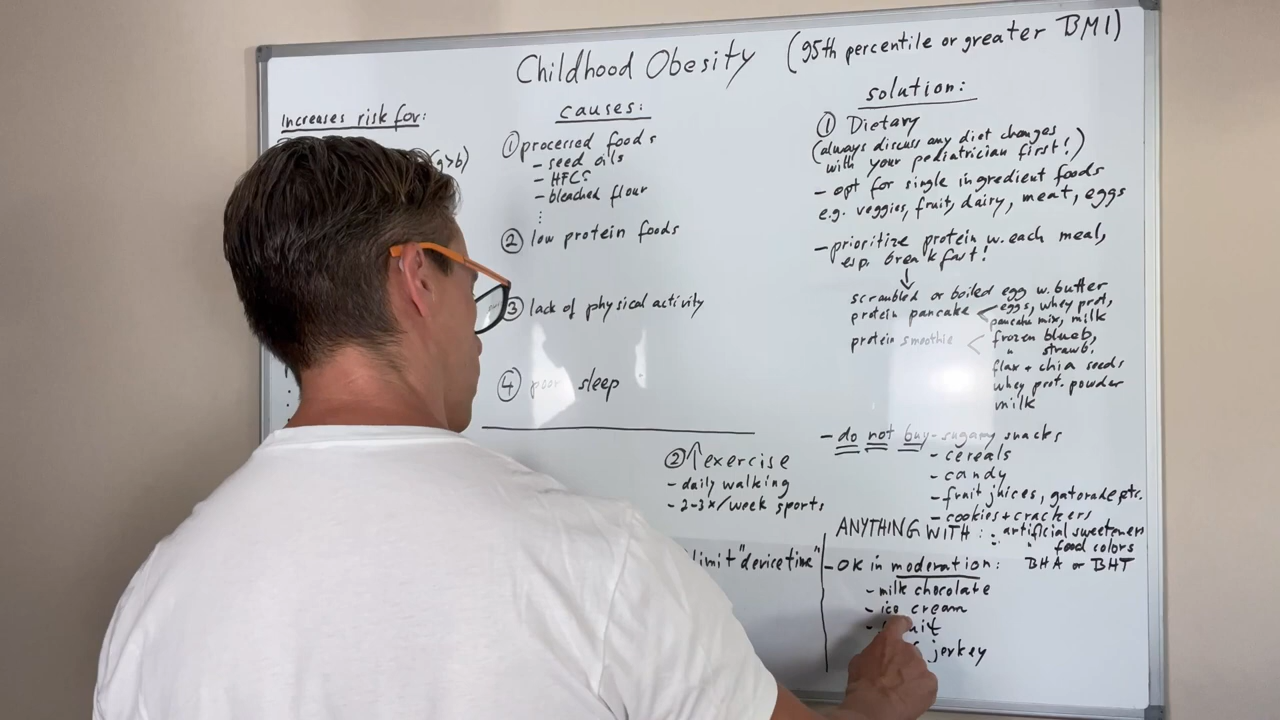 Childhood Obesity (95th percentile or greater BMI)
Increases risk for:
(g>b)
causes:
① processed foods
- seed oils
- HFCS
- bleached flour
⋮
② low protein foods
③ lack of physical activity
④ poor sleep
② ↑ exercise
- daily walking
- 2-3x/week sports
limit "device time"
solution:
① Dietary
(always discuss any diet changes
with your pediatrician first!)
- opt for single ingredient foods
e.g. veggies, fruit, dairy, meat, eggs
- prioritize protein w. each meal,
esp. breakfast!
↓
scrambled or boiled egg w. butter
protein pancake < eggs, whey prot,
pancake mix, milk
protein smoothie < frozen blueb,
" strawb.
flax + chia seeds
whey prot. powder
milk
- do not buy - sugary snacks
- cereals
- candy
- fruit juices, gatorade etc.
- cookies + crackers
ANYTHING WITH: - artificial sweeteners
- food colors
BHA or BHT
- OK in moderation:
- milk chocolate
- ice cream
jerkey